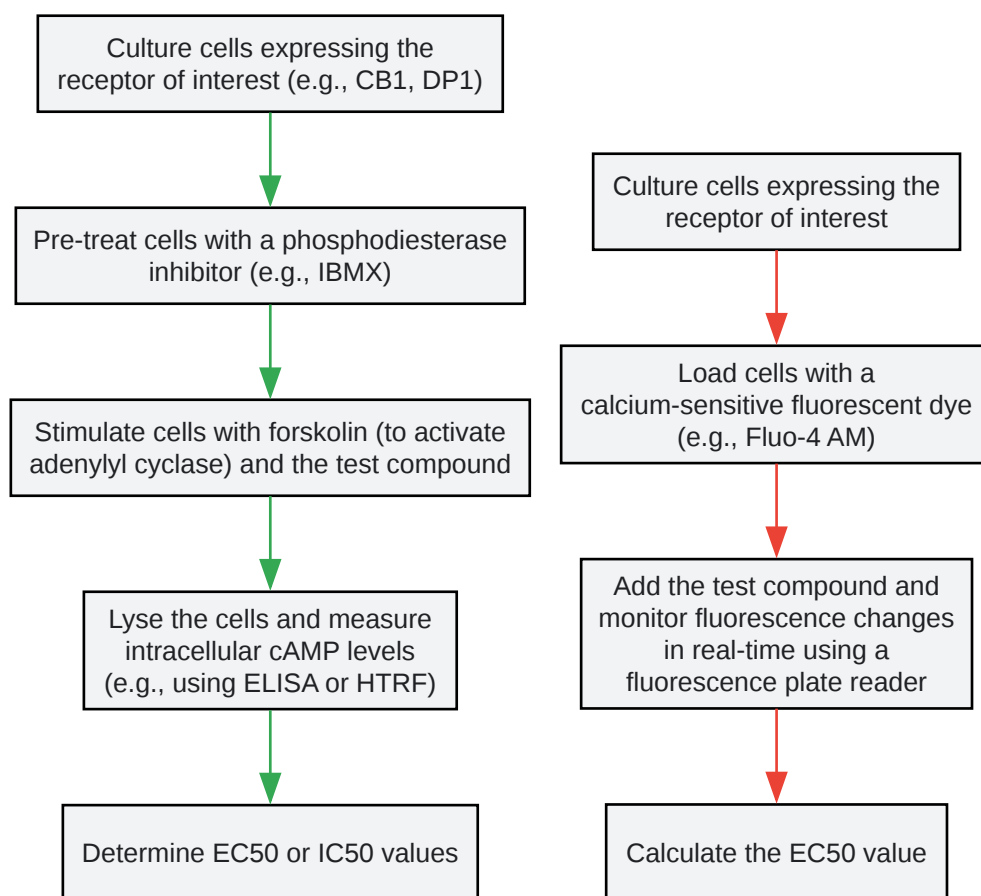 Culture cells expressing the
receptor of interest (e.g., CB1, DP1)
Pre-treat cells with a phosphodiesterase
inhibitor (e.g., IBMX)
Stimulate cells with forskolin (to activate
adenylyl cyclase) and the test compound
Lyse the cells and measure
intracellular cAMP levels
(e.g., using ELISA or HTRF)
Determine EC50 or IC50 values
Culture cells expressing the
receptor of interest
Load cells with a
calcium-sensitive fluorescent dye
(e.g., Fluo-4 AM)
Add the test compound and
monitor fluorescence changes
in real-time using a
fluorescence plate reader
Calculate the EC50 value